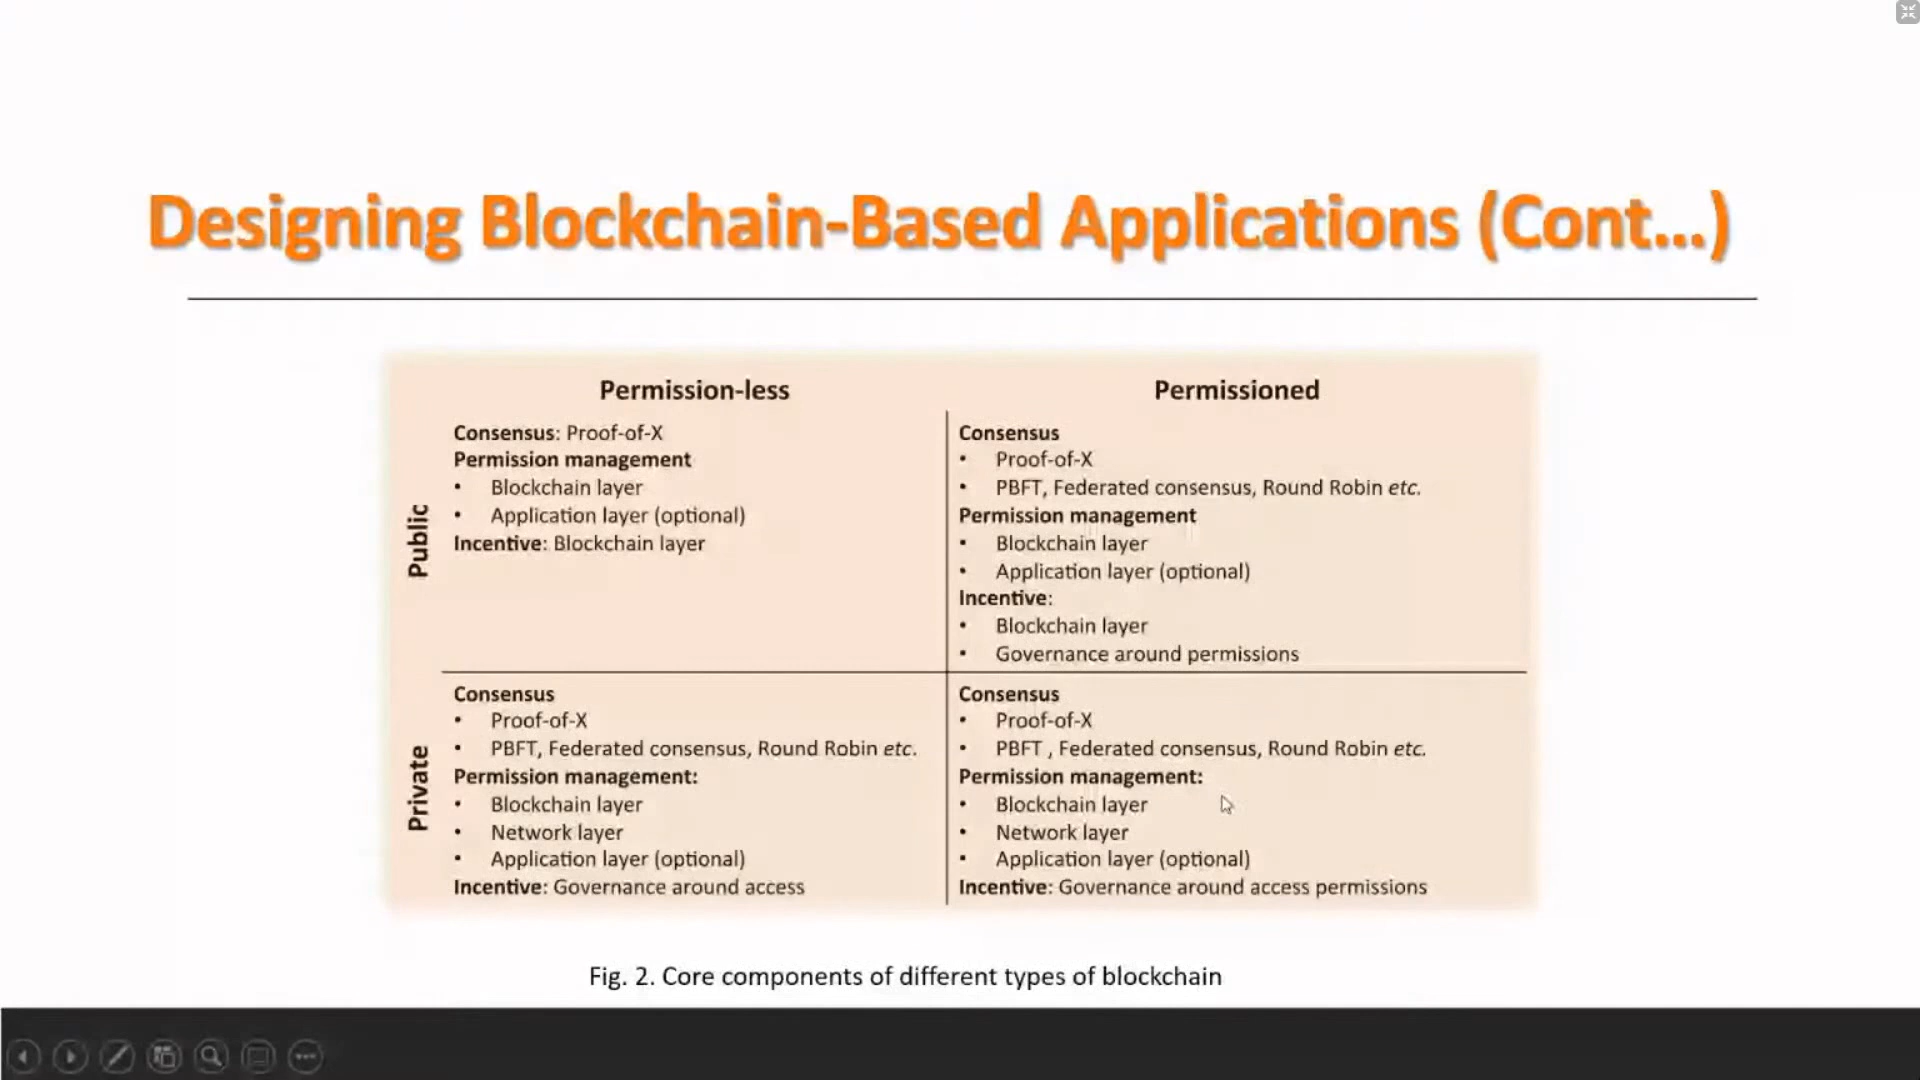 Designing Blockchain-Based Applications (Cont...)
Permission-less
Permissioned
Public
Consensus: Proof-of-X
Permission management
• Blockchain layer
• Application layer (optional)
Incentive: Blockchain layer
Consensus
• Proof-of-X
• PBFT, Federated consensus, Round Robin etc.
Permission management
• Blockchain layer
• Application layer (optional)
Incentive:
• Blockchain layer
• Governance around permissions
Private
Consensus
• Proof-of-X
• PBFT, Federated consensus, Round Robin etc.
Permission management:
• Blockchain layer
• Network layer
• Application layer (optional)
Incentive: Governance around access
Consensus
• Proof-of-X
• PBFT , Federated consensus, Round Robin etc.
Permission management:
• Blockchain layer
• Network layer
• Application layer (optional)
Incentive: Governance around access permissions
Fig. 2. Core components of different types of blockchain